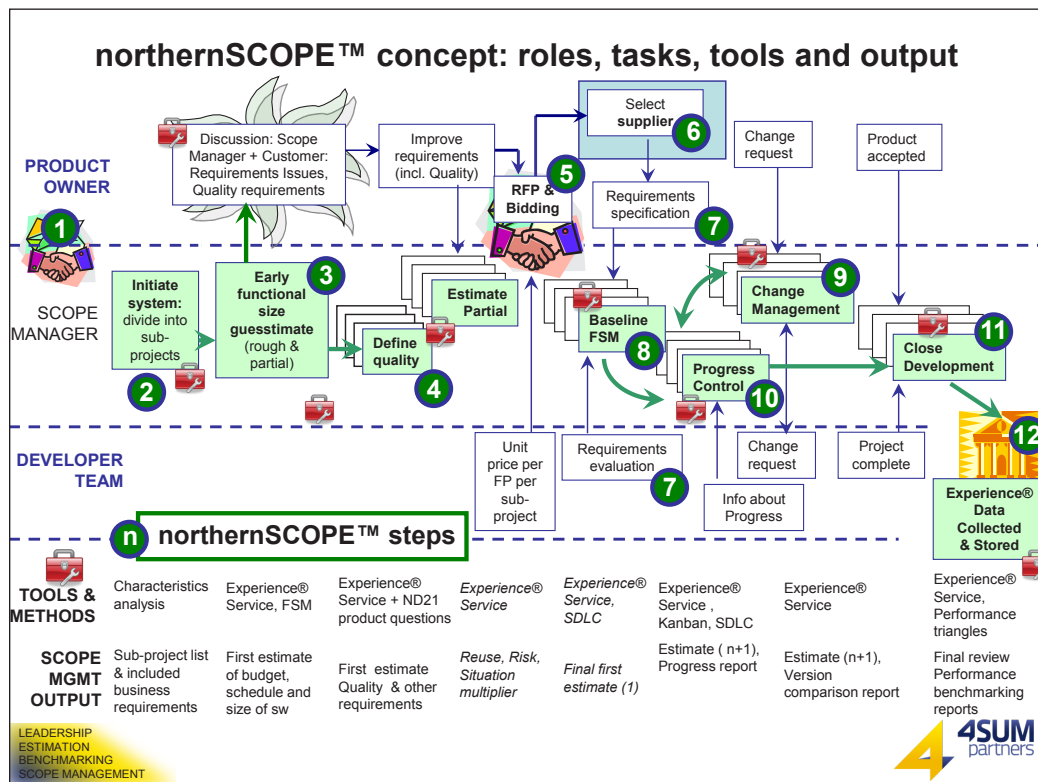 northernSCOPE™ concept: roles, tasks, tools and output
Discussion: Scope
Manager + Customer:
Requirements Issues,
Quality requirements
Improve
requirements
(incl. Quality)
5
RFP &
Bidding
Select
supplier
6
Requirements
specification
7
Change
request
Product
accepted
PRODUCT
OWNER
1
SCOPE
MANAGER
Initiate
system:
divide into
sub-
projects
2
Early
functional
size
guesstimate
(rough &
partial)
3
Estimate
Partial
Define
quality
4
Baseline
FSM
8
Change
Management
9
Progress
Control
10
Close
Development
11
12
DEVELOPER
TEAM
Unit
price per
FP per
sub-
project
Requirements
evaluation
7
Info about
Progress
Change
request
Project
complete
Experience®
Data
Collected
& Stored
n
northernSCOPE™ steps
TOOLS &
METHODS
Characteristics
analysis
Experience®
Service, FSM
Experience®
Service + ND21
product questions
Experience®
Service
Experience®
Service,
SDLC
Experience®
Service ,
Kanban, SDLC
Experience®
Service
Experience®
Service,
Performance
triangles
SCOPE
MGMT
OUTPUT
Sub-project list
& included
business
requirements
First estimate
of budget,
schedule and
size of sw
First estimate
Quality & other
requirements
Reuse, Risk,
Situation
multiplier
Final first
estimate (1)
Estimate ( n+1),
Progress report
Estimate (n+1),
Version
comparison report
Final review
Performance
benchmarking
reports
LEADERSHIP
ESTIMATION
BENCHMARKING
SCOPE MANAGEMENT
4SUM
partners